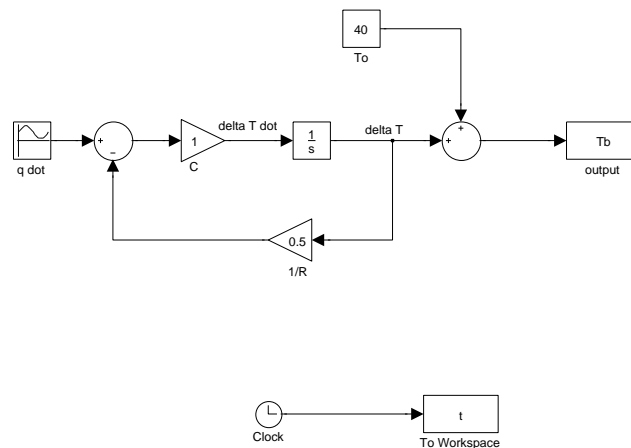 40
To
+
delta T dot
delta T
+
−
1
1
s
+
Tb
q dot
C
output
0.5
1/R
t
Clock
To Workspace